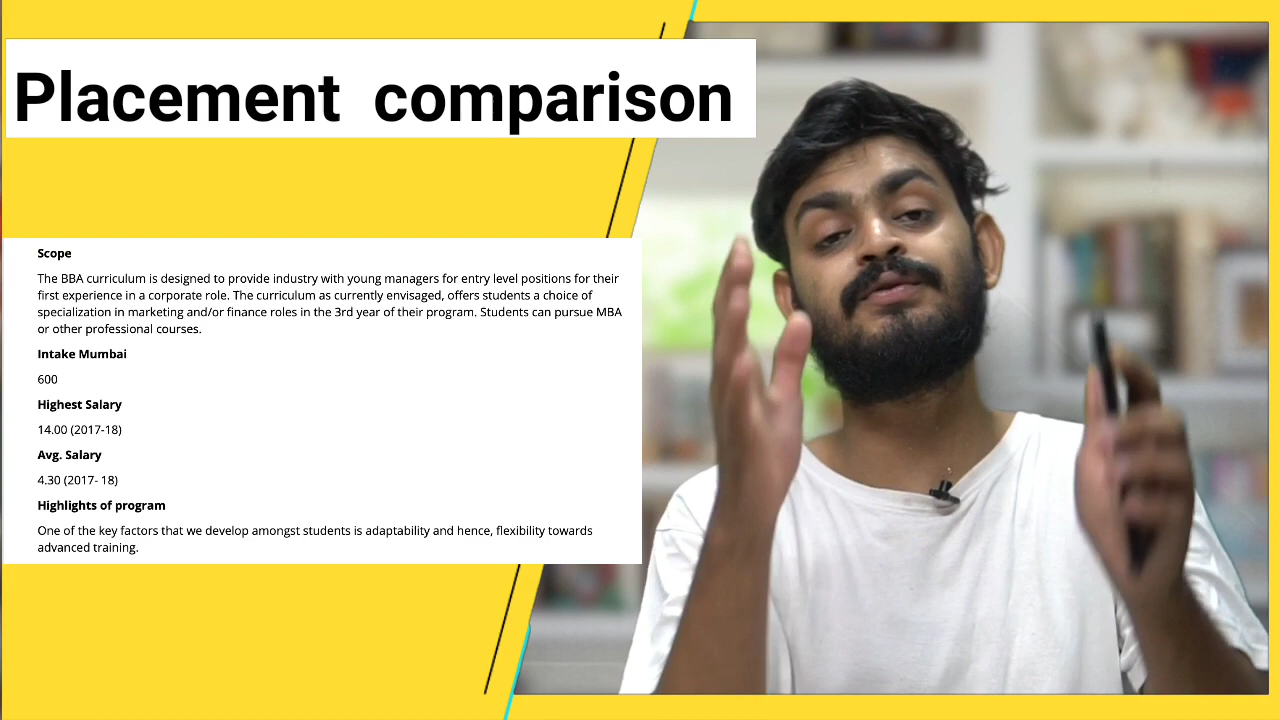 Placement comparison
Scope
The BBA curriculum is designed to provide industry with young managers for entry level positions for their
first experience in a corporate role. The curriculum as currently envisaged, offers students a choice of
specialization in marketing and/or finance roles in the 3rd year of their program. Students can pursue MBA
or other professional courses.
Intake Mumbai
600
Highest Salary
14.00 (2017-18)
Avg. Salary
4.30 (2017- 18)
Highlights of program
One of the key factors that we develop amongst students is adaptability and hence, flexibility towards
advanced training.